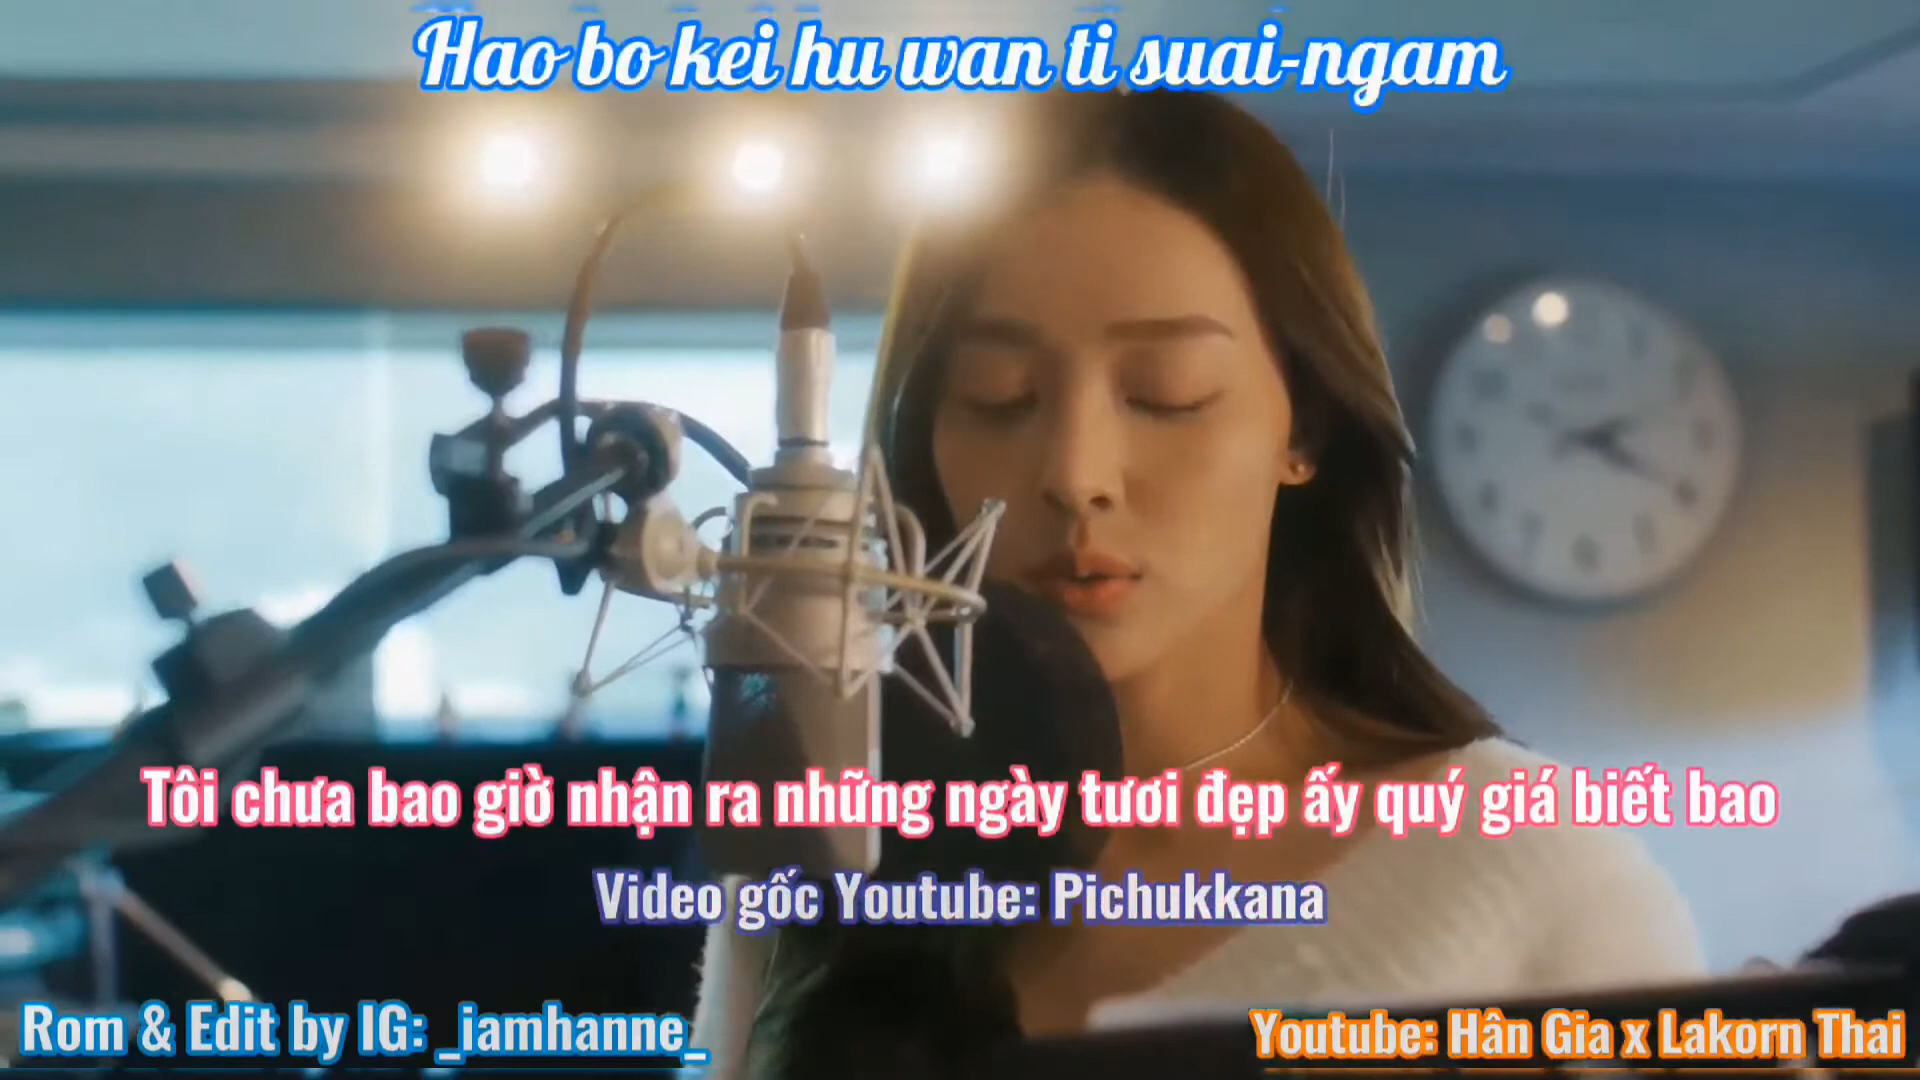 Hao bo kei hu wan ti suai-ngam
Tôi chưa bao giờ nhận ra những ngày tươi đẹp ấy quý giá biết bao
Video gốc Youtube: Pichukkana
Rom & Edit by IG: _iamhanne_
Youtube: Hân Gia x Lakorn Thai